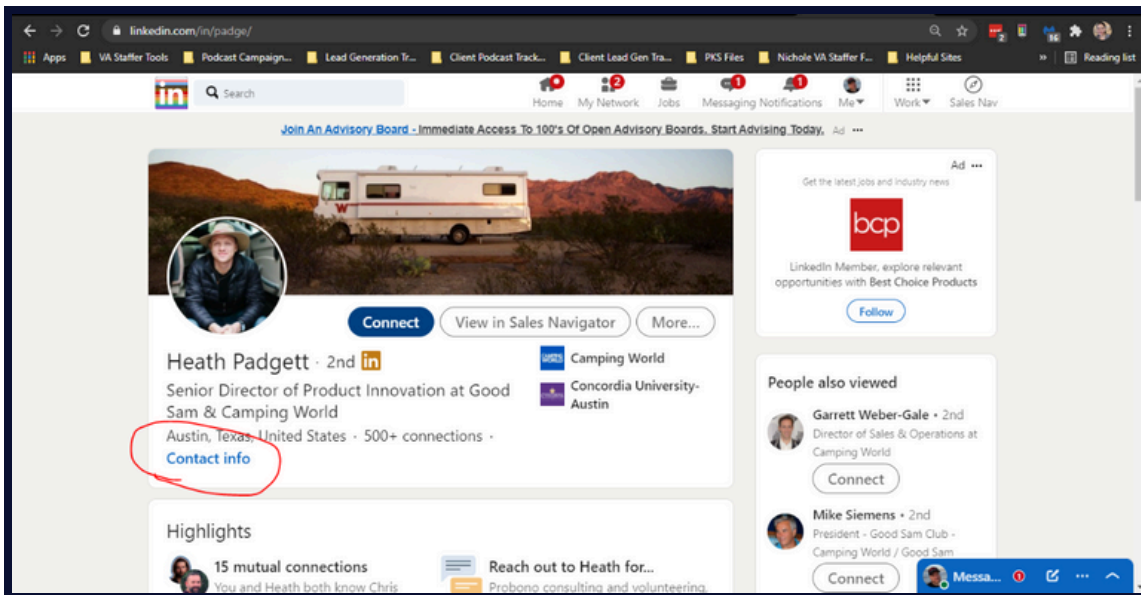 linkedin.com/in/padge/
Apps VA Staffer Tools Podcast Campaign... Lead Generation Tr... Client Podcast Track... Client Lead Gen Tra... PKS Files Nichole VA Staffer F... Helpful Sites » Reading list
in Search
Home My Network Jobs Messaging Notifications Me Work Sales Nav
Join An Advisory Board - Immediate Access To 100's Of Open Advisory Boards. Start Advising Today. Ad ...
Connect View in Sales Navigator More...
Heath Padgett · 2nd in
Senior Director of Product Innovation at Good
Sam & Camping World
Austin, Texas, United States · 500+ connections ·
Contact info
Camping World
Concordia University-
Austin
Highlights
15 mutual connections
You and Heath both know Chris
Reach out to Heath for...
Probono consulting and volunteering.
Ad ...
Get the latest jobs and industry news
bcp
LinkedIn Member, explore relevant
opportunities with Best Choice Products
Follow
People also viewed
Garrett Weber-Gale • 2nd
Director of Sales & Operations at
Camping World
Connect
Mike Siemens • 2nd
President - Good Sam Club -
Camping World / Good Sam
Connect
Messa... 1